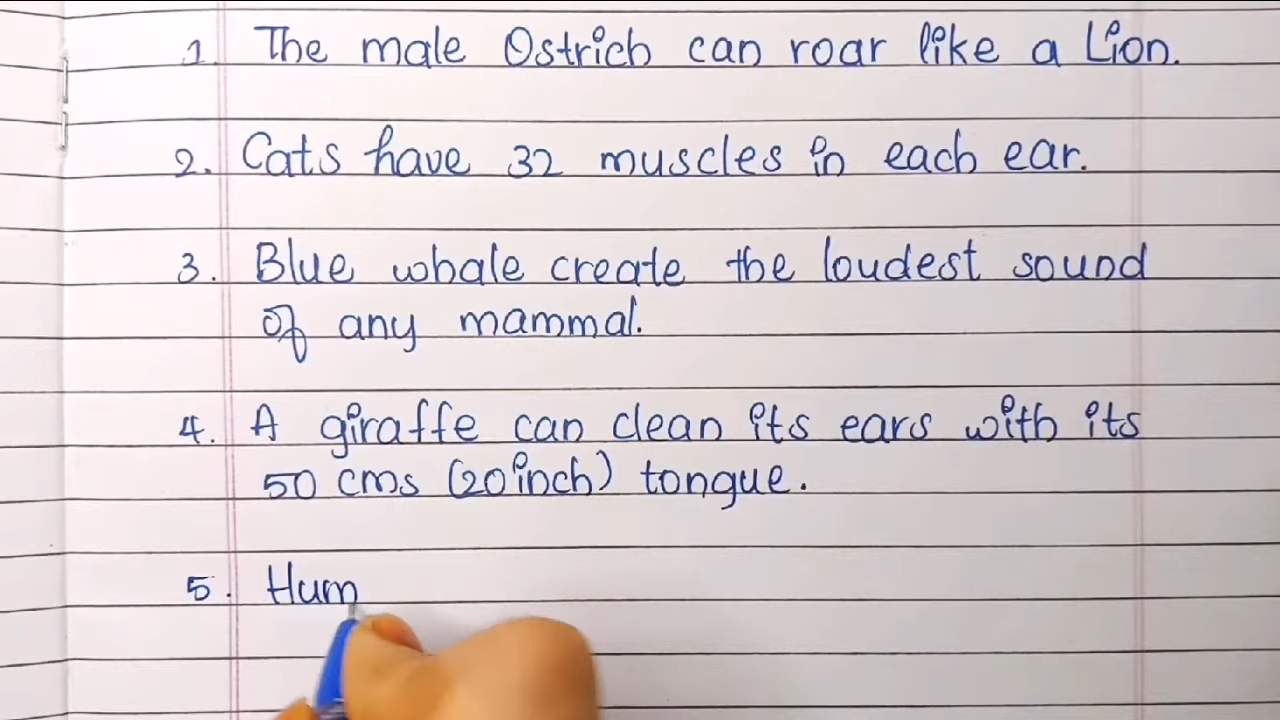 1. The male Ostrich can roar like a Lion.
2. Cats have 32 muscles in each ear.
3. Blue whale create the loudest sound
of any mammal.
4. A giraffe can clean its ears with its
50 cms (20 inch) tongue.
5. Hum